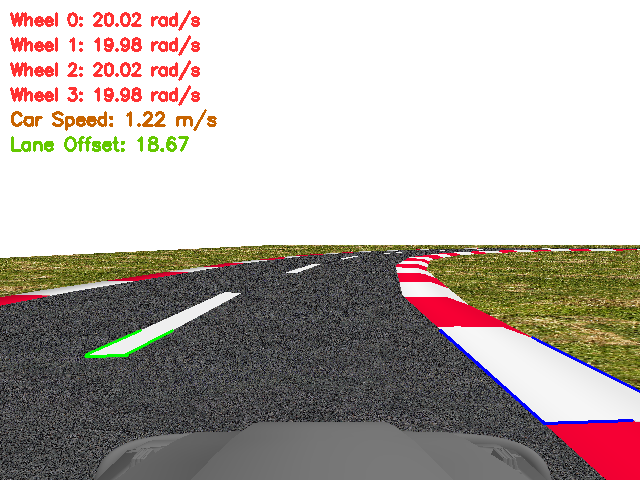 Wheel 0: 20.02 rad/s
Wheel 1: 19.98 rad/s
Wheel 2: 20.02 rad/s
Wheel 3: 19.98 rad/s
Car Speed: 1.22 m/s
Lane Offset: 18.67